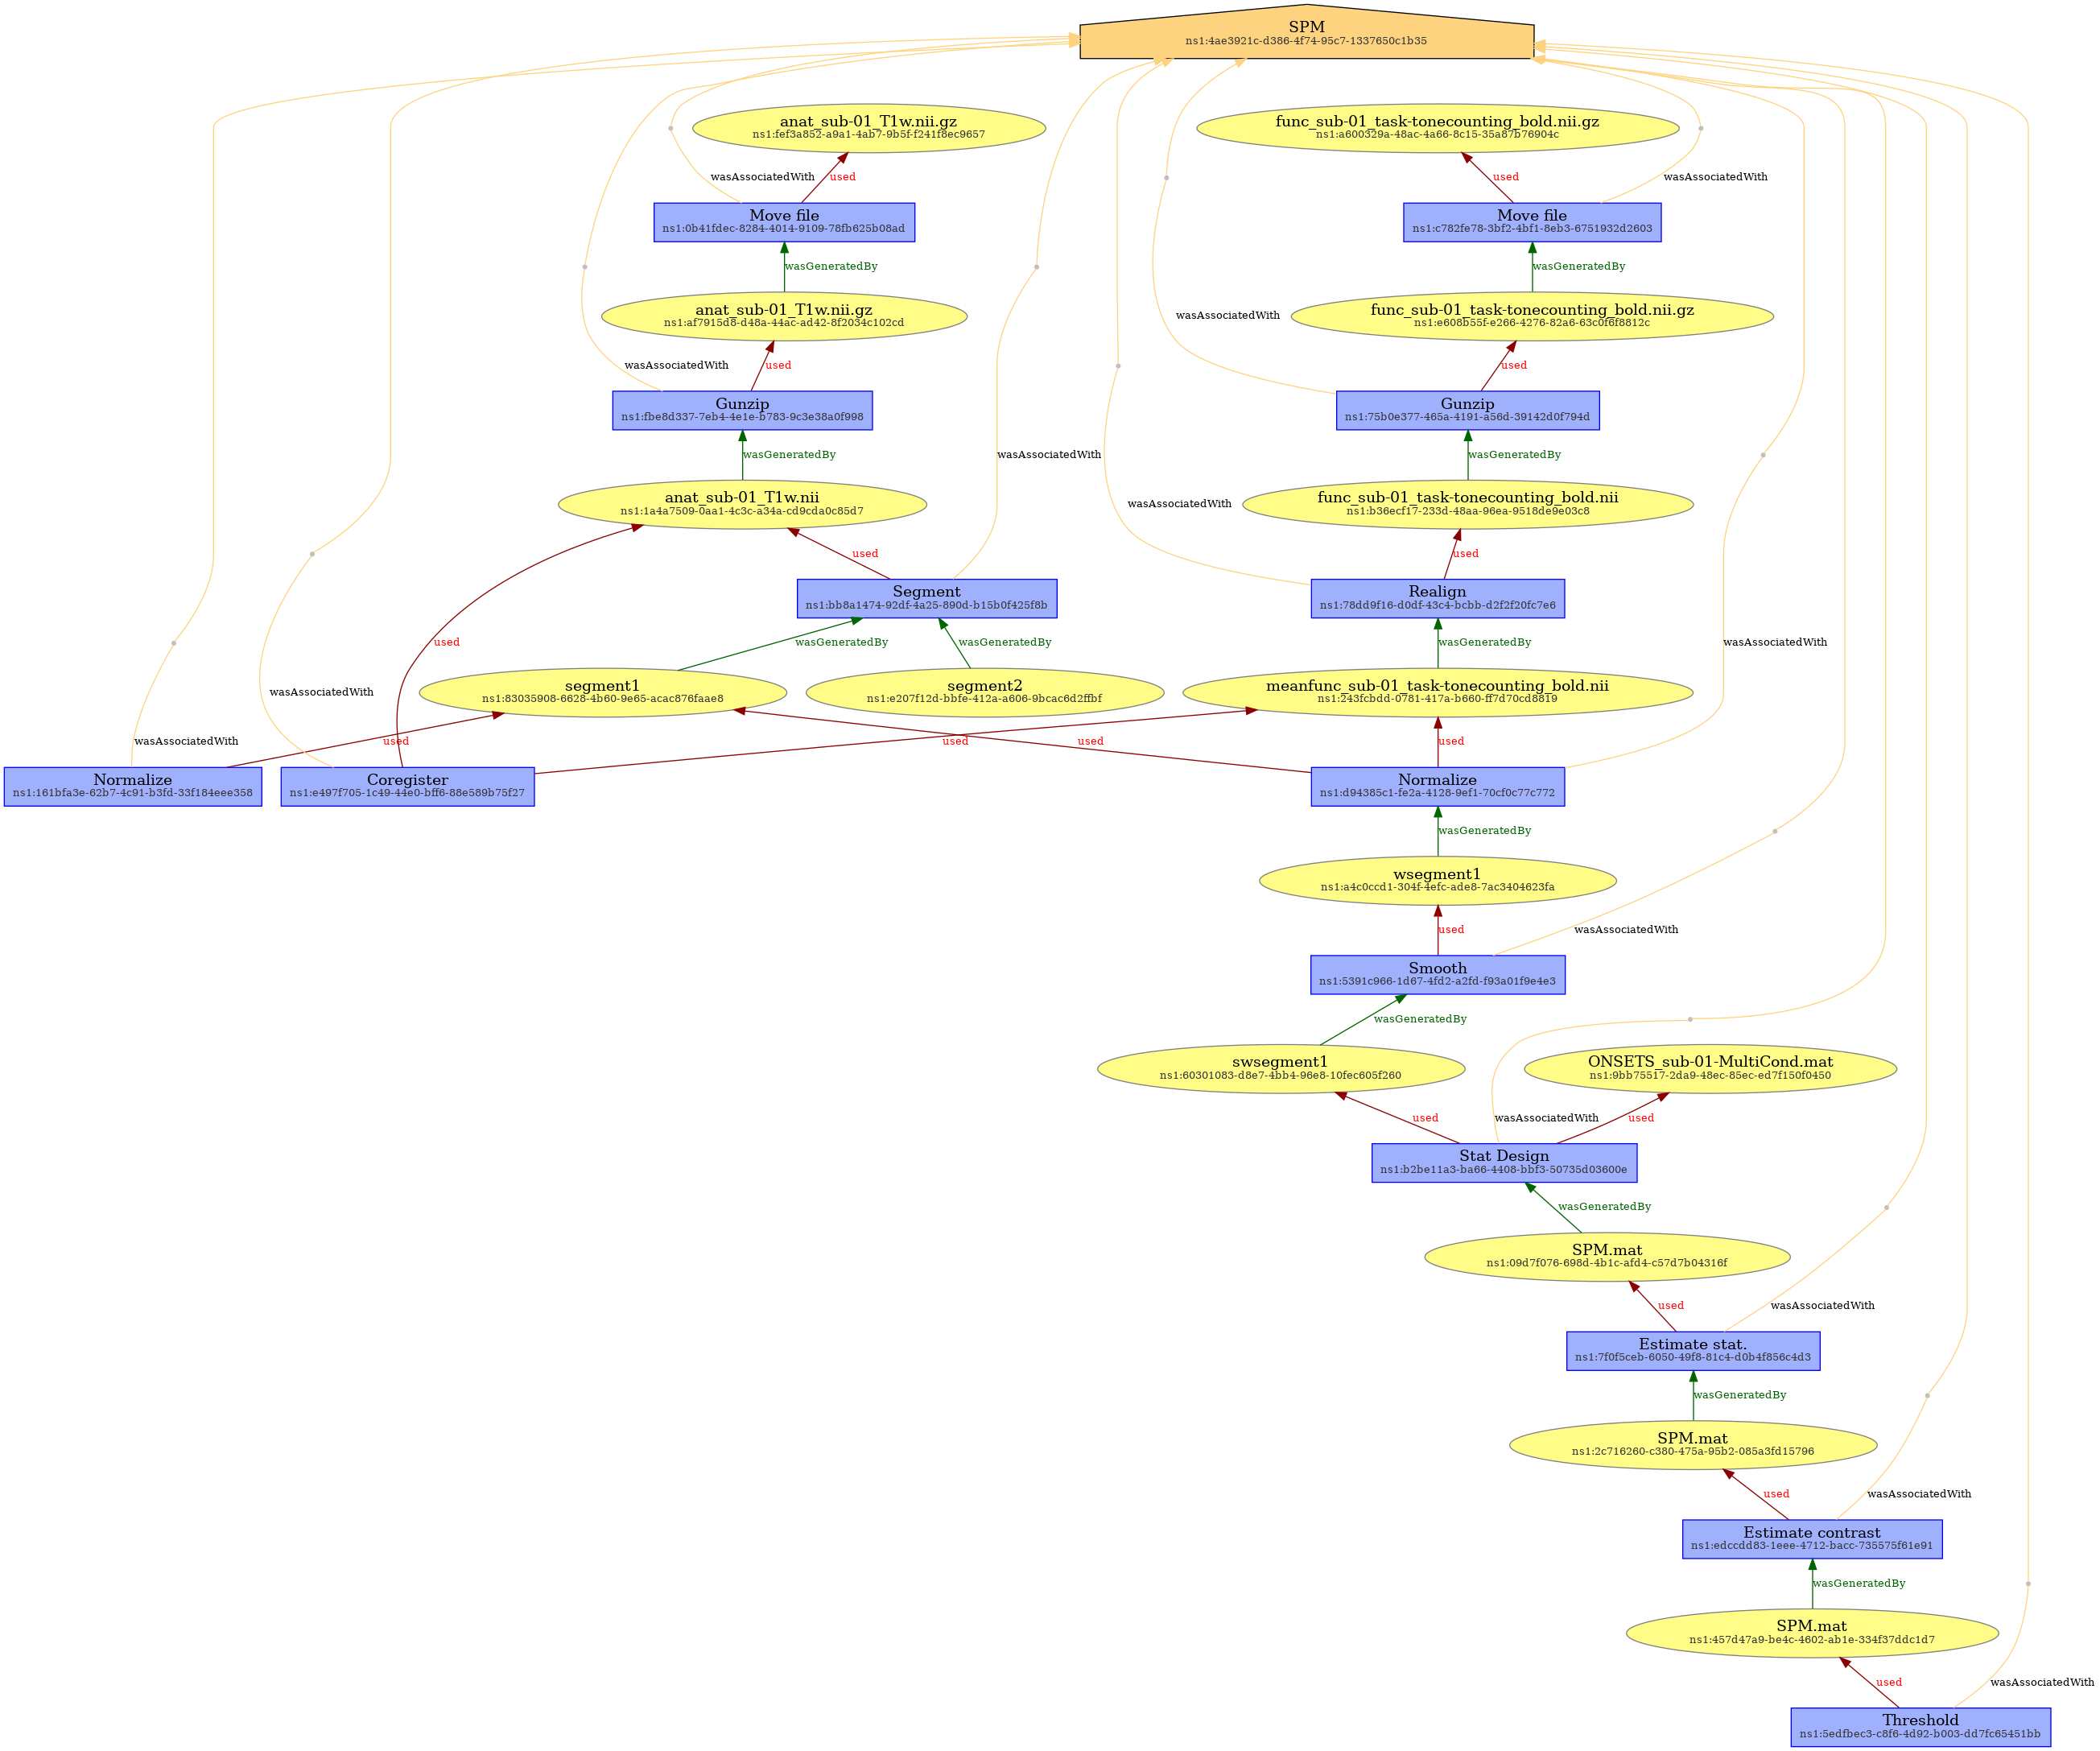 SPM
ns1:4ae3921c-d386-4f74-95c7-1337650c1b35
anat_sub-01_T1w.nii.gz
ns1:fef3a852-a9a1-4ab7-9b5f-f241f8ec9657
func_sub-01_task-tonecounting_bold.nii.gz
ns1:a600329a-48ac-4a66-8c15-35a87b76904c
wasAssociatedWith
used
used
wasAssociatedWith
Move file
ns1:0b41fdec-8284-4014-9109-78fb625b08ad
Move file
ns1:c782fe78-3bf2-4bf1-8eb3-6751932d2603
wasGeneratedBy
wasGeneratedBy
anat_sub-01_T1w.nii.gz
ns1:af7915d8-d48a-44ac-ad42-8f2034c102cd
wasAssociatedWith
func_sub-01_task-tonecounting_bold.nii.gz
ns1:e608b55f-e266-4276-82a6-63c0f6f8812c
wasAssociatedWith
used
used
Gunzip
ns1:fbe8d337-7eb4-4e1e-b783-9c3e38a0f998
Gunzip
ns1:75b0e377-465a-4191-a56d-39142d0f794d
wasGeneratedBy
wasAssociatedWith
wasGeneratedBy
anat_sub-01_T1w.nii
ns1:1a4a7509-0aa1-4c3c-a34a-cd9cda0c85d7
wasAssociatedWith
func_sub-01_task-tonecounting_bold.nii
ns1:b36ecf17-233d-48aa-96ea-9518de9e03c8
used
used
Segment
ns1:bb8a1474-92df-4a25-890d-b15b0f425f8b
Realign
ns1:78dd9f16-d0df-43c4-bcbb-d2f2f20fc7e6
used
wasGeneratedBy
wasGeneratedBy
wasGeneratedBy
wasAssociatedWith
wasAssociatedWith
segment1
ns1:83035908-6628-4b60-9e65-acac876faae8
segment2
ns1:e207f12d-bbfe-412a-a606-9bcac6d2ffbf
meanfunc_sub-01_task-tonecounting_bold.nii
ns1:243fcbdd-0781-417a-b660-ff7d70cd8819
wasAssociatedWith
used
used
used
used
Normalize
ns1:161bfa3e-62b7-4c91-b3fd-33f184eee358
Coregister
ns1:e497f705-1c49-44e0-bff6-88e589b75f27
Normalize
ns1:d94385c1-fe2a-4128-9ef1-70cf0c77c772
wasGeneratedBy
wsegment1
ns1:a4c0ccd1-304f-4efc-ade8-7ac3404623fa
used
wasAssociatedWith
Smooth
ns1:5391c966-1d67-4fd2-a2fd-f93a01f9e4e3
wasGeneratedBy
swsegment1
ns1:60301083-d8e7-4bb4-96e8-10fec605f260
ONSETS_sub-01-MultiCond.mat
ns1:9bb75517-2da9-48ec-85ec-ed7f150f0450
used
wasAssociatedWith
used
Stat Design
ns1:b2be11a3-ba66-4408-bbf3-50735d03600e
wasGeneratedBy
SPM.mat
ns1:09d7f076-698d-4b1c-afd4-c57d7b04316f
used
wasAssociatedWith
Estimate stat.
ns1:7f0f5ceb-6050-49f8-81c4-d0b4f856c4d3
wasGeneratedBy
SPM.mat
ns1:2c716260-c380-475a-95b2-085a3fd15796
used
wasAssociatedWith
Estimate contrast
ns1:edccdd83-1eee-4712-bacc-735575f61e91
wasGeneratedBy
SPM.mat
ns1:457d47a9-be4c-4602-ab1e-334f37ddc1d7
used
wasAssociatedWith
Threshold
ns1:5edfbec3-c8f6-4d92-b003-dd7fc65451bb